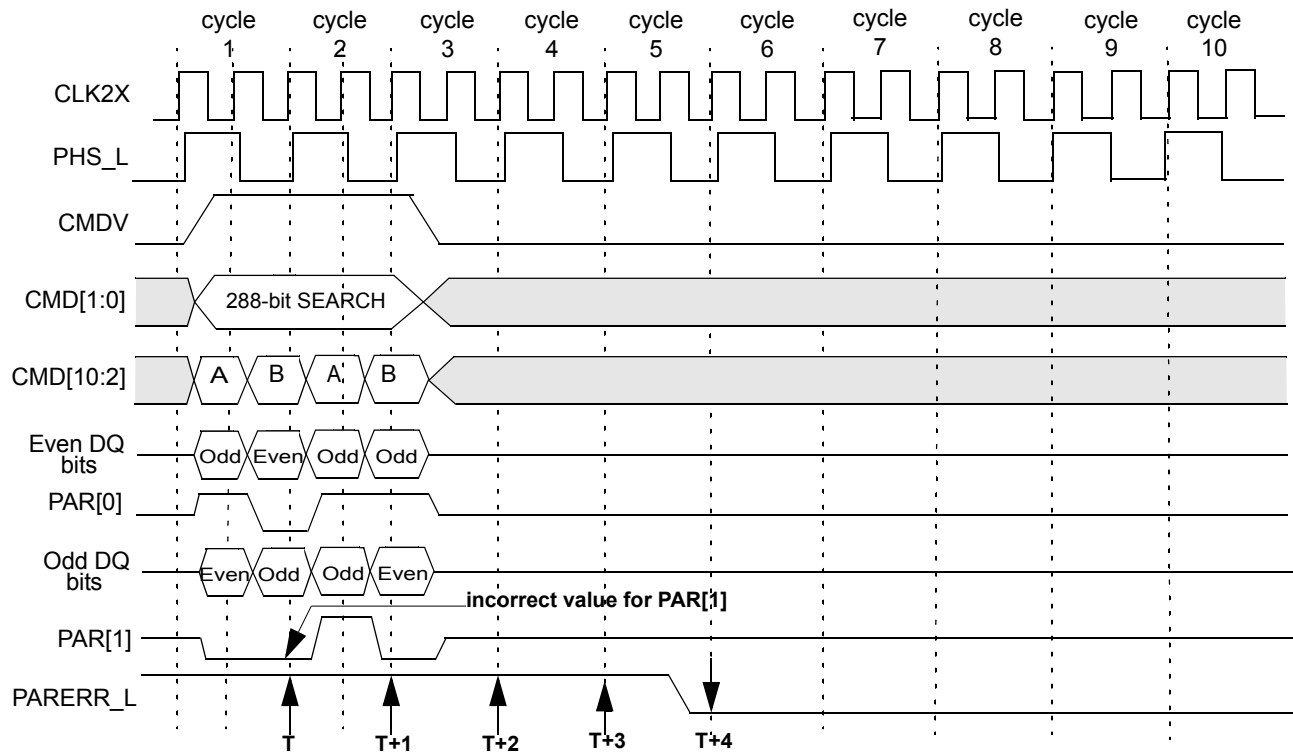 cycle cycle cycle cycle cycle cycle cycle cycle cycle cycle
1 2 3 4 5 6 7 8 9 10
CLK2X
PHS_L
CMDV
CMD[1:0] 288-bit SEARCH
CMD[10:2] A B A B
Even DQ
bits
Odd Even Odd Odd
PAR[0]
Odd DQ
bits
Even Odd Odd Even
incorrect value for PAR[1]
PAR[1]
PARERR_L
T T+1 T+2 T+3 T+4